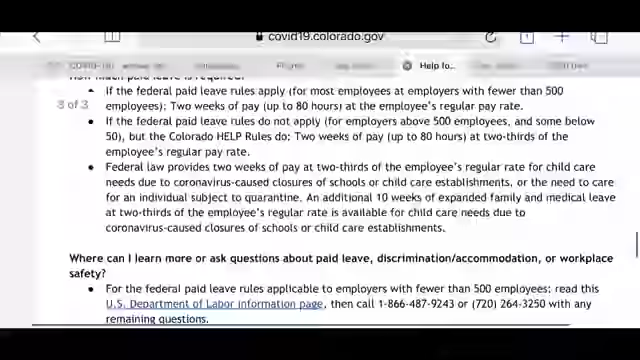 covid19.colorado.gov
Help fo..
How much paid leave is required?
If the federal paid leave rules apply (for most employees at employers with fewer than 500
3 of 3
employees): Two weeks of pay (up to 80 hours) at the employee's regular pay rate.
If the federal paid leave rules do not apply (for employers above 500 employees, and some below
50), but the Colorado HELP Rules do: Two weeks of pay (up to 80 hours) at two-thirds of the
employee's regular pay rate.
Federal law provides two weeks of pay at two-thirds of the employee's regular rate for child care
needs due to coronavirus-caused closures of schools or child care establishments, or the need to care
for an individual subject to quarantine. An additional 10 weeks of expanded family and medical leave
at two-thirds of the employee's regular rate is available for child care needs due to
coronavirus-caused closures of schools or child care establishments.
Where can I learn more or ask questions about paid leave, discrimination/accommodation, or workplace
safety?
For the federal paid leave rules applicable to employers with fewer than 500 employees: read this
U.S. Department of Labor information page, then call 1-866-487-9243 or (720) 264-3250 with any
remaining questions.